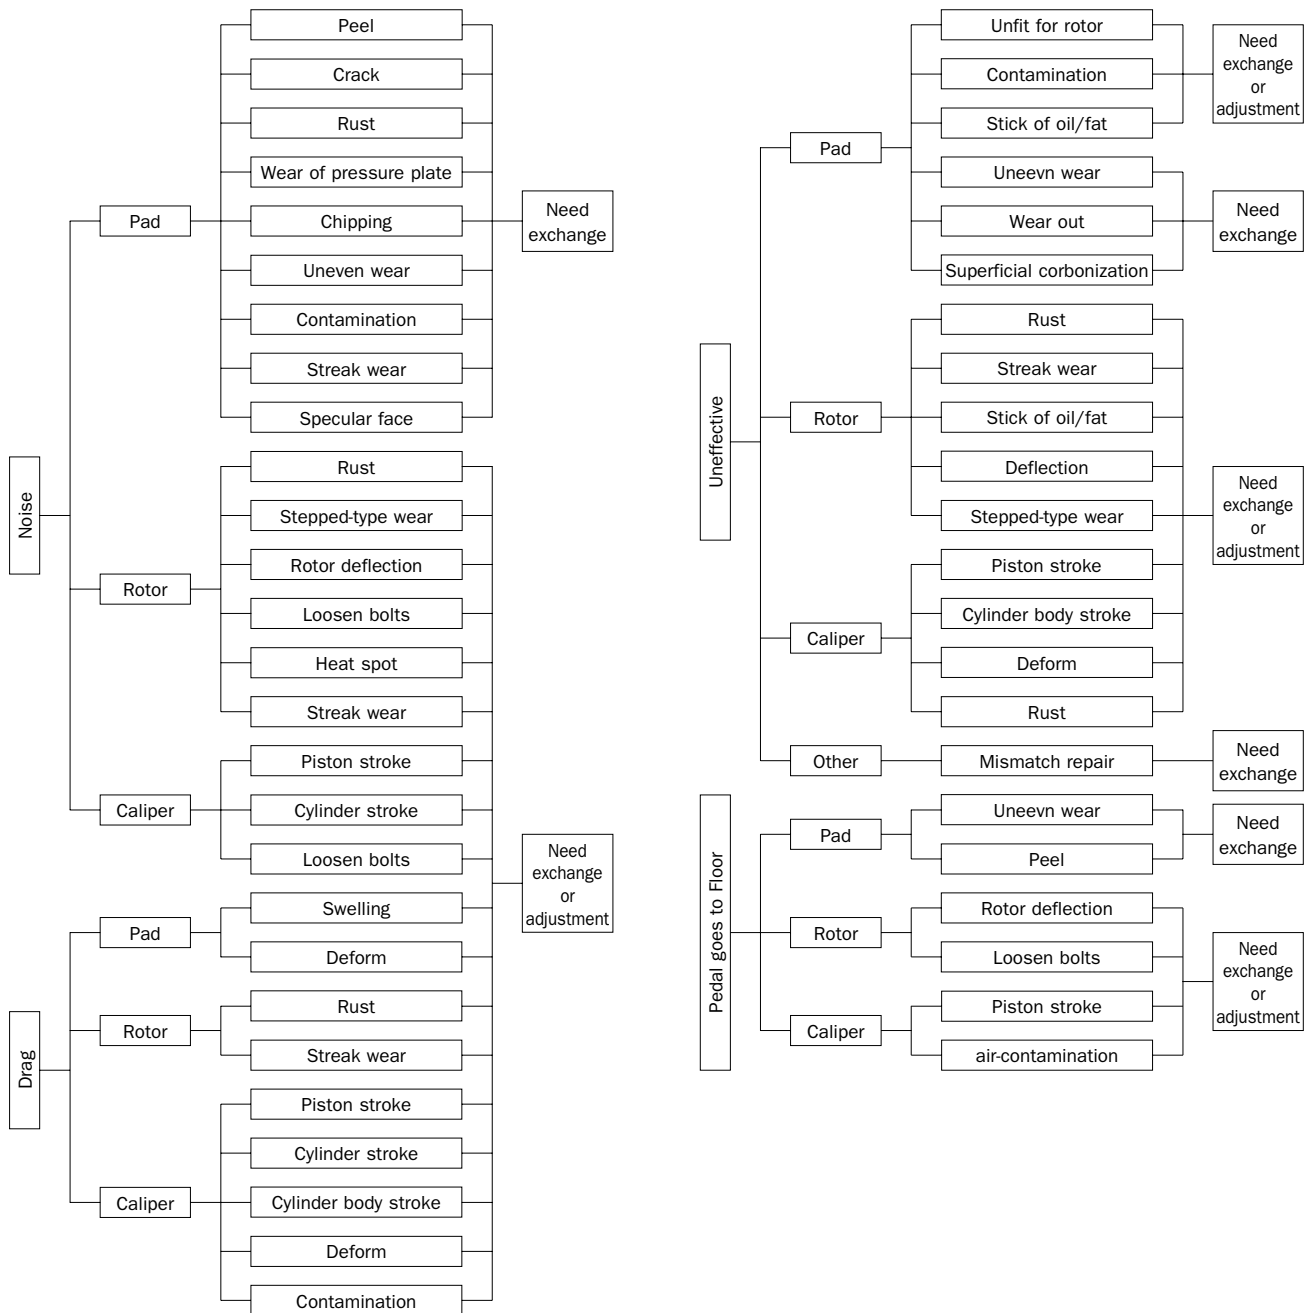 Noise
Pad
Peel
Crack
Rust
Wear of pressure plate
Chipping
Uneven wear
Contamination
Streak wear
Specular face
Need
exchange
Rotor
Rust
Stepped-type wear
Rotor deflection
Loosen bolts
Heat spot
Streak wear
Caliper
Piston stroke
Cylinder stroke
Loosen bolts
Drag
Pad
Swelling
Deform
Rotor
Rust
Streak wear
Caliper
Piston stroke
Cylinder stroke
Cylinder body stroke
Deform
Contamination
Need
exchange
or
adjustment
Uneffective
Pad
Unfit for rotor
Contamination
Stick of oil/fat
Need
exchange
or
adjustment
Uneevn wear
Wear out
Superficial corbonization
Need
exchange
Rotor
Rust
Streak wear
Stick of oil/fat
Deflection
Stepped-type wear
Caliper
Piston stroke
Cylinder body stroke
Deform
Rust
Need
exchange
or
adjustment
Other
Mismatch repair
Need
exchange
Pedal goes to Floor
Pad
Uneevn wear
Peel
Need
exchange
Rotor
Rotor deflection
Loosen bolts
Caliper
Piston stroke
air-contamination
Need
exchange
or
adjustment